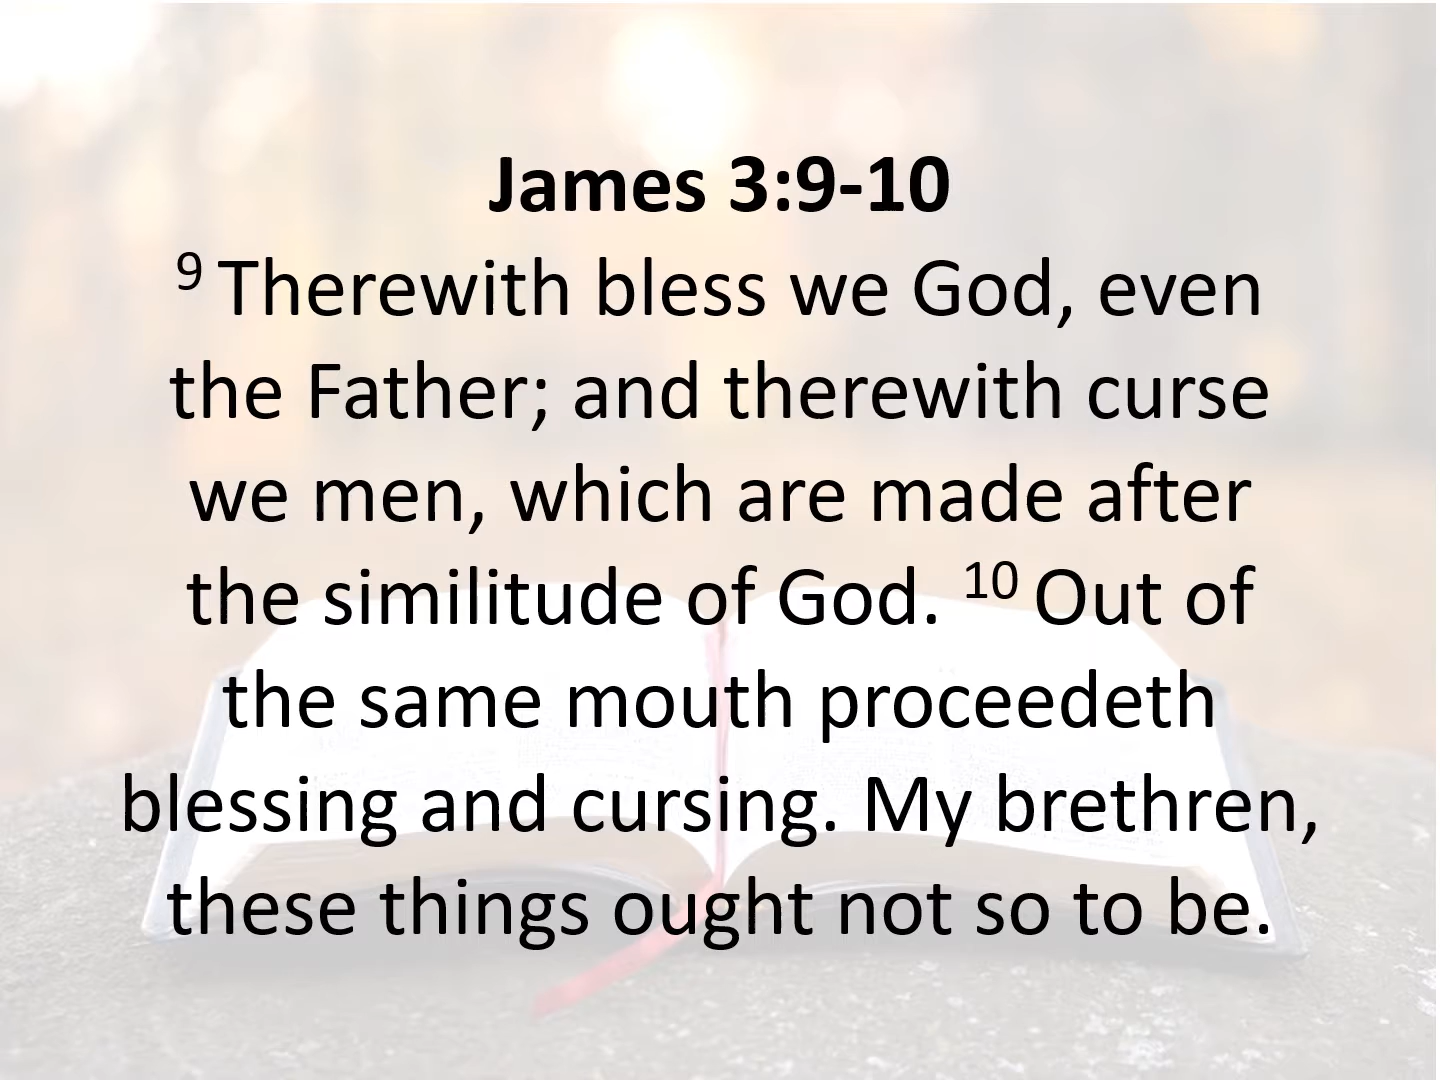 James 3:9-10
9 Therewith bless we God, even
the Father; and therewith curse
we men, which are made after
the similitude of God. 10 Out of
the same mouth proceedeth
blessing and cursing. My brethren,
these things ought not so to be.